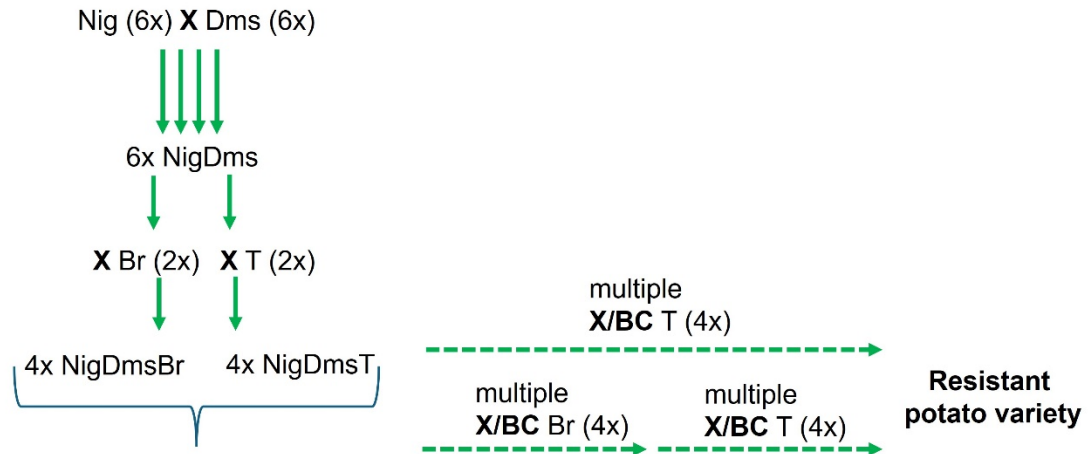 Nig (6x) X Dms (6x)
6x NigDms
X Br (2x) X T (2x)
4x NigDmsBr 4x NigDmsT
multiple
X/BC T (4x)
multiple
X/BC Br (4x)
multiple
X/BC T (4x)
Resistant
potato variety